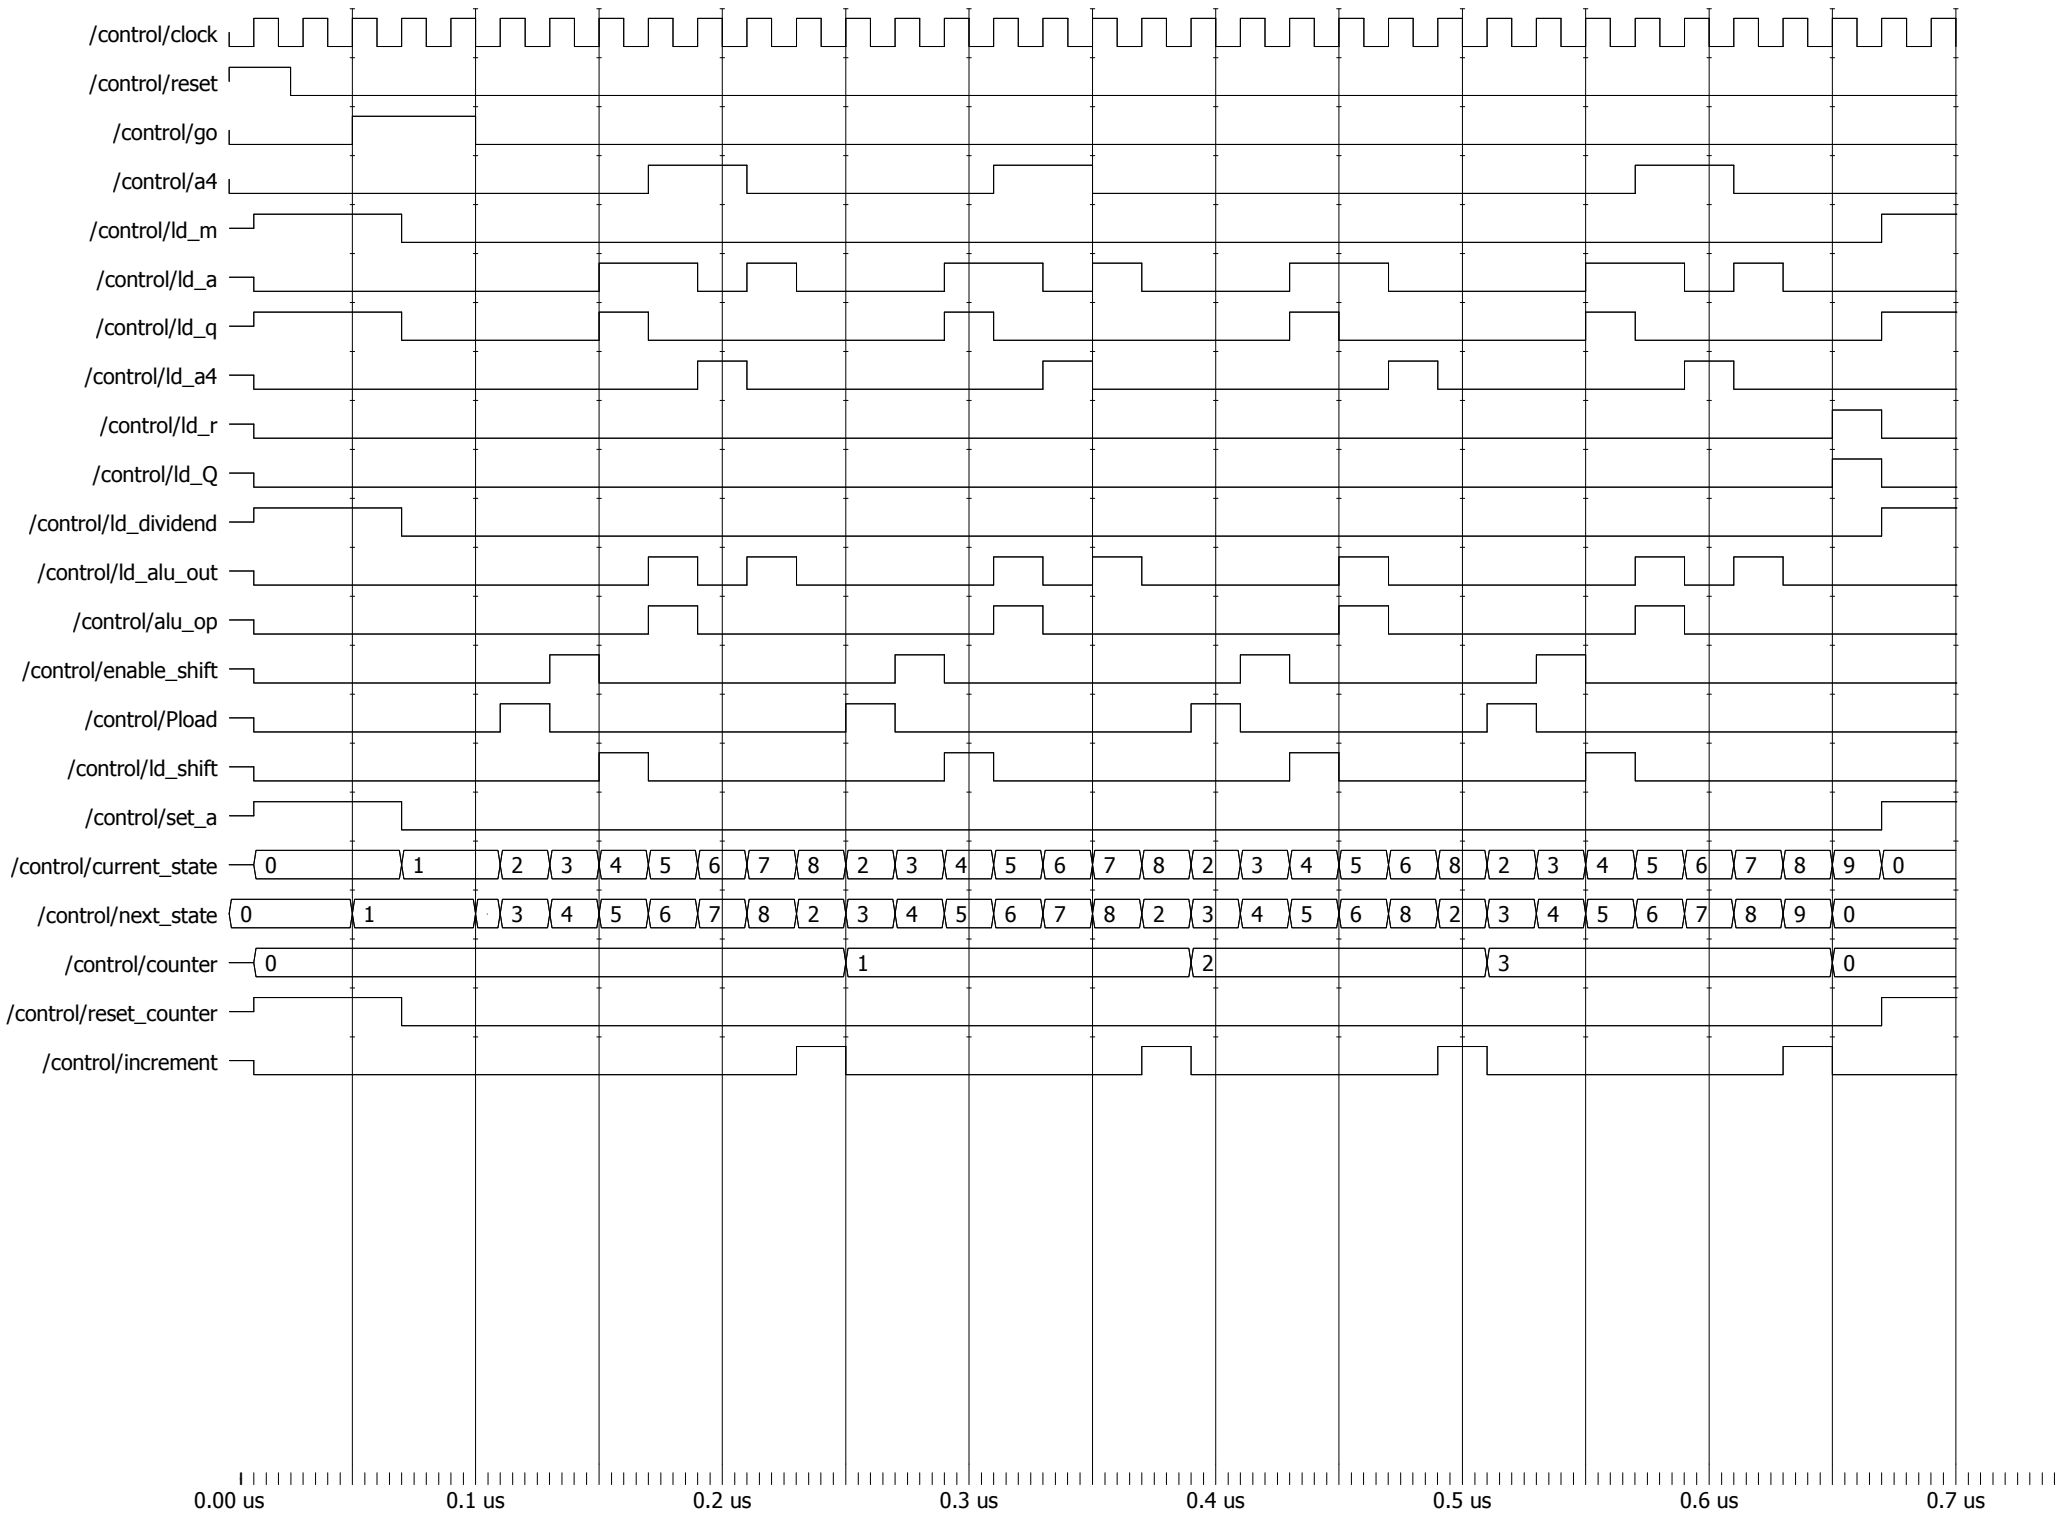 /control/clock
/control/reset
/control/go
/control/a4
/control/ld_m
/control/ld_a
/control/ld_q
/control/ld_a4
/control/ld_r
/control/ld_Q
/control/ld_dividend
/control/ld_alu_out
/control/alu_op
/control/enable_shift
/control/Pload
/control/ld_shift
/control/set_a
/control/current_state 0 1 2 3 4 5 6 7 8 2 3 4 5 6 7 8 2 3 4 5 6 8 2 3 4 5 6 7 8 9 0
/control/next_state 0 1 3 4 5 6 7 8 2 3 4 5 6 7 8 2 3 4 5 6 8 2 3 4 5 6 7 8 9 0
/control/counter 0 1 2 3 0
/control/reset_counter
/control/increment
0.00 us 0.1 us 0.2 us 0.3 us 0.4 us 0.5 us 0.6 us 0.7 us